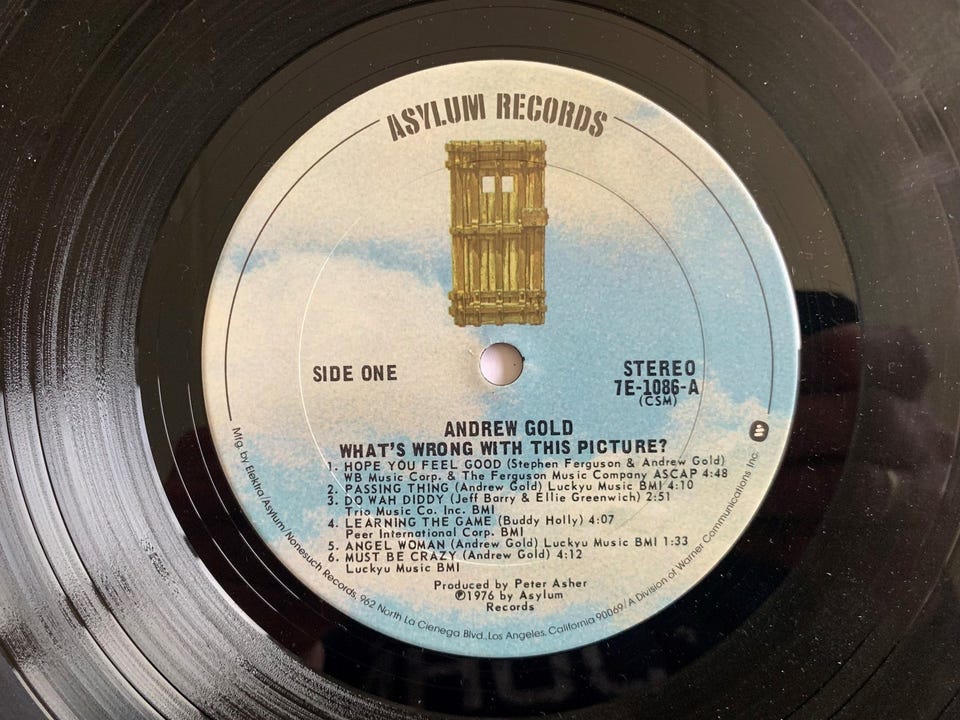 ASYLUM RECORDS
SIDE ONE
STEREO
7E-1086-A
(CSM)
ANDREW GOLD
WHAT'S WRONG WITH THIS PICTURE?
1. HOPE YOU FEEL GOOD (Stephen Ferguson & Andrew Gold)
WB Music Corp. & The Ferguson Music Company ASCAP 4:48
2. PASSING THING (Andrew Gold) Luckyu Music BMI 4:10
3. DO WAH DIDDY (Jeff Barry & Ellie Greenwich) 2:51
Trio Music Co. Inc. BMI
4. LEARNING THE GAME (Buddy Holly) 4:07
Peer International Corp. BMI
5. ANGEL WOMAN (Andrew Gold) Luckyu Music BMI 1:33
6. MUST BE CRAZY (Andrew Gold) 4:12
Luckyu Music BMI
Produced by Peter Asher
℗1976 by Asylum
Records
Mfg. by Elektra/Asylum/Nonesuch Records, 962 North La Cienega Blvd., Los Angeles, California 90069/A Division of Warner Communications Inc.